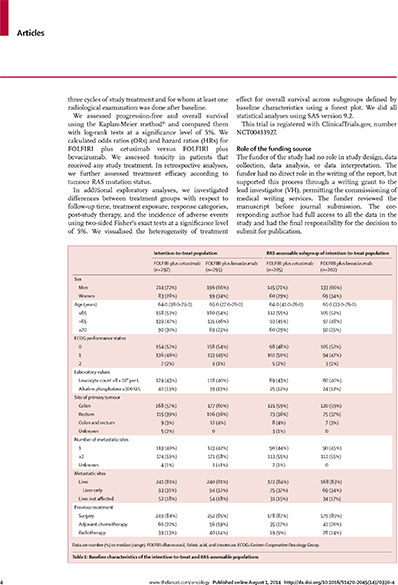 Articles
three cycles of study treatment and for whom at least one
radiological examination was done after baseline.
We assessed progression-free and overall survival
using the Kaplan-Meier method and compared them
with log-rank tests at a significance level of 5%. We
calculated odds ratios (ORs) and hazard ratios (HRs) for
FOLFIRI plus cetuximab versus FOLFIRI plus
bevacizumab. We assessed toxicity in patients that
received any study treatment. In retrospective analyses,
we further assessed treatment efficacy according to
tumour RAS mutation status.
In additional exploratory analyses, we investigated
differences between treatment groups with respect to
follow-up time, treatment exposure, response categories,
post-study therapy, and the incidence of adverse events
using two-sided Fisher's exact tests at a significance level
of 5%. We visualised the heterogeneity of treatment
effect for overall survival across subgroups defined by
baseline characteristics using a forest plot. We did all
statistical analyses using SAS version 9.2.
This trial is registered with ClinicalTrials.gov, number
NCT00433927.
Role of the funding source
The funder of the study had no role in study design, data
collection, data analysis, or data interpretation. The
funder had no direct role in the writing of the report, but
supported this process through a writing grant to the
lead investigator (VH), permitting the commissioning of
medical writing services. The funder reviewed the
manuscript before journal submission. The cor-
responding author had full access to all the data in the
study and had the final responsibility for the decision to
submit for publication.
Intention-to-treat population RAS-assessable subgroup of intention-to-treat population
FOLFIRI plus cetuximab FOLFIRI plus bevacizumab FOLFIRI plus cetuximab FOLFIRI plus bevacizumab
(n=297) (n=295) (n=205) (n=202)
Sex
Men 214 (72%) 196 (66%) 145 (71%) 133 (66%)
Women 83 (28%) 99 (34%) 60 (29%) 69 (34%)
Age (years) 64·0 (38·0–79·0) 65·0 (27·0–76·0) 64·0 (41·0–76·0) 65·0 (33·0–76·0)
<65 158 (53%) 160 (54%) 112 (55%) 105 (52%)
>65 139 (47%) 135 (46%) 93 (45%) 97 (48%)
≥70 90 (30%) 69 (23%) 60 (29%) 50 (25%)
ECOG performance status
0 154 (52%) 158 (54%) 98 (48%) 105 (52%)
1 136 (46%) 133 (45%) 102 (50%) 94 (47%)
2 7 (2%) 4 (1%) 5 (2%) 3 (1%)
Laboratory values
Leucocyte count ≥8 × 10⁹ per L 129 (43%) 118 (40%) 89 (43%) 80 (40%)
Alkaline phosphatase ≥300 U/L 40 (13%) 39 (13%) 25 (12%) 24 (12%)
Site of primary tumour
Colon 168 (57%) 177 (60%) 121 (59%) 120 (59%)
Rectum 115 (39%) 106 (36%) 73 (36%) 75 (37%)
Colon and rectum 9 (3%) 12 (4%) 8 (4%) 7 (3%)
Unknown 5 (2%) 0 3 (1%) 0
Number of metastatic sites
1 119 (40%) 123 (42%) 90 (44%) 90 (45%)
≥2 174 (59%) 171 (58%) 113 (55%) 112 (55%)
Unknown 4 (1%) 1 (<1%) 2 (1%) 0
Metastatic sites
Liver 241 (81%) 240 (81%) 172 (84%) 168 (83%)
Liver only 93 (31%) 94 (32%) 75 (37%) 69 (34%)
Liver not affected 52 (18%) 54 (18%) 31 (15%) 34 (17%)
Previous treatment
Surgery 249 (84%) 252 (85%) 178 (87%) 179 (89%)
Adjuvant chemotherapy 66 (22%) 56 (19%) 35 (17%) 41 (20%)
Radiotherapy 39 (13%) 40 (14%) 19 (9%) 28 (14%)
Data are number (%) or median (range). FOLFIRI=fluorouracil, folinic acid, and irinotecan. ECOG=Eastern Cooperative Oncology Group.
Table 1: Baseline characteristics of the intention-to-treat and RAS-assessable populations
4 www.thelancet.com/oncology Published online August 1, 2014 http://dx.doi.org/10.1016/S1470-2045(14)70330-4